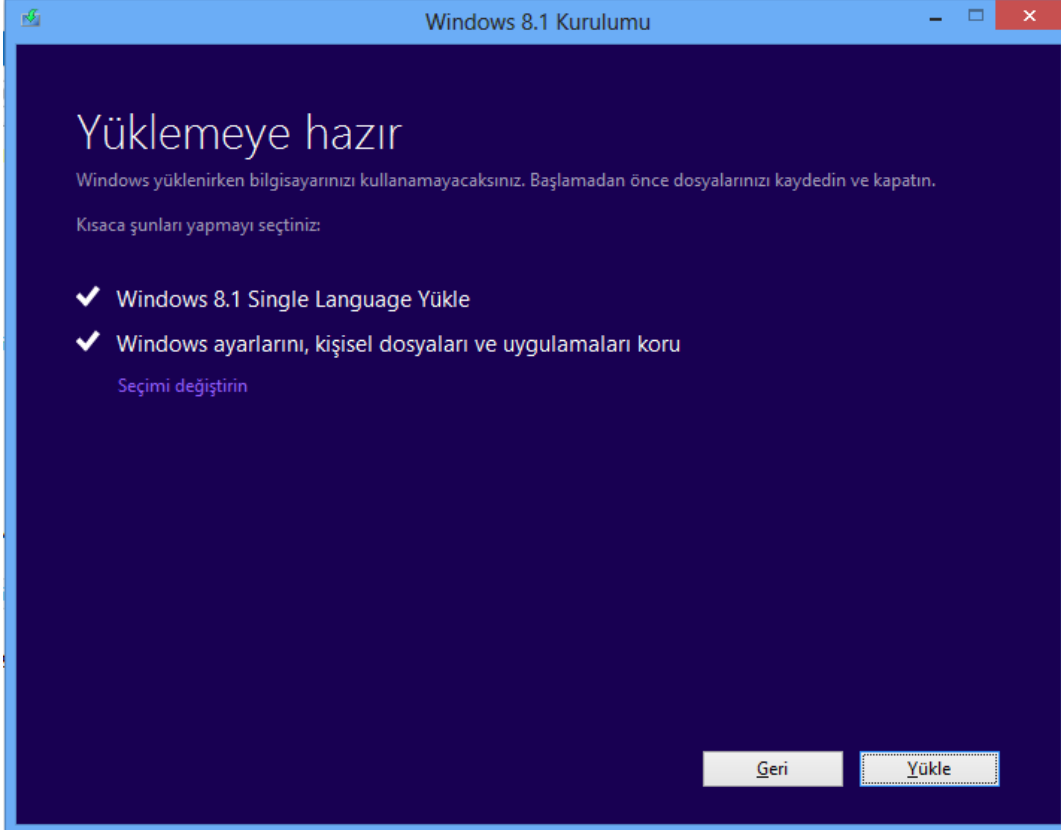 Windows 8.1 Kurulumu
Yüklemeye hazır
Windows yüklenirken bilgisayarınızı kullanamayacaksınız. Başlamadan önce dosyalarınızı kaydedin ve kapatın.
Kısaca şunları yapmayı seçtiniz:
Windows 8.1 Single Language Yükle
Windows ayarlarını, kişisel dosyaları ve uygulamaları koru
Seçimi değiştirin
Geri
Yükle